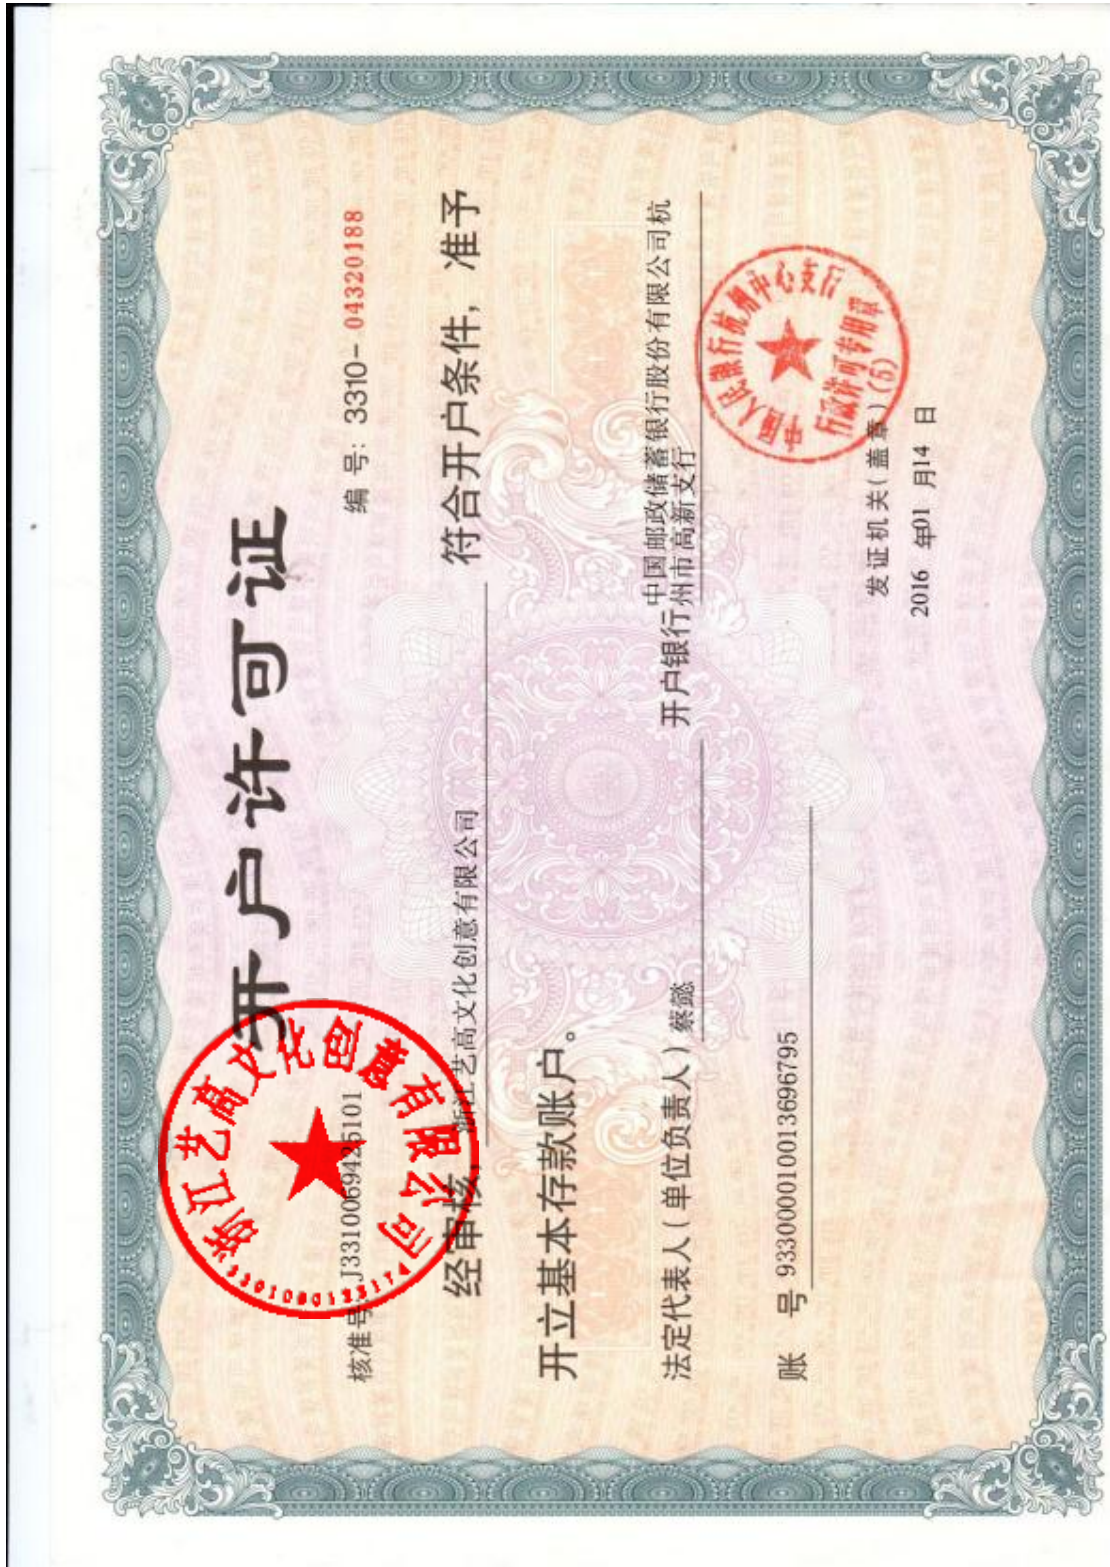 开户许可证
核准号:J3310069425101
编号:3310-04320188
经审核,浙江艺高文化创意有限公司 符合开户条件,准予
开立基本存款账户。
法定代表人(单位负责人)蔡懿
开户银行
中国邮政储蓄银行股份有限公司杭
州市高新支行
账 号 933000010013696795
发证机关(盖章)
2016 年01 月14 日
浙江艺高文化创意有限公司
中国人民银行杭州中心支行
行政许可专用章
(5)